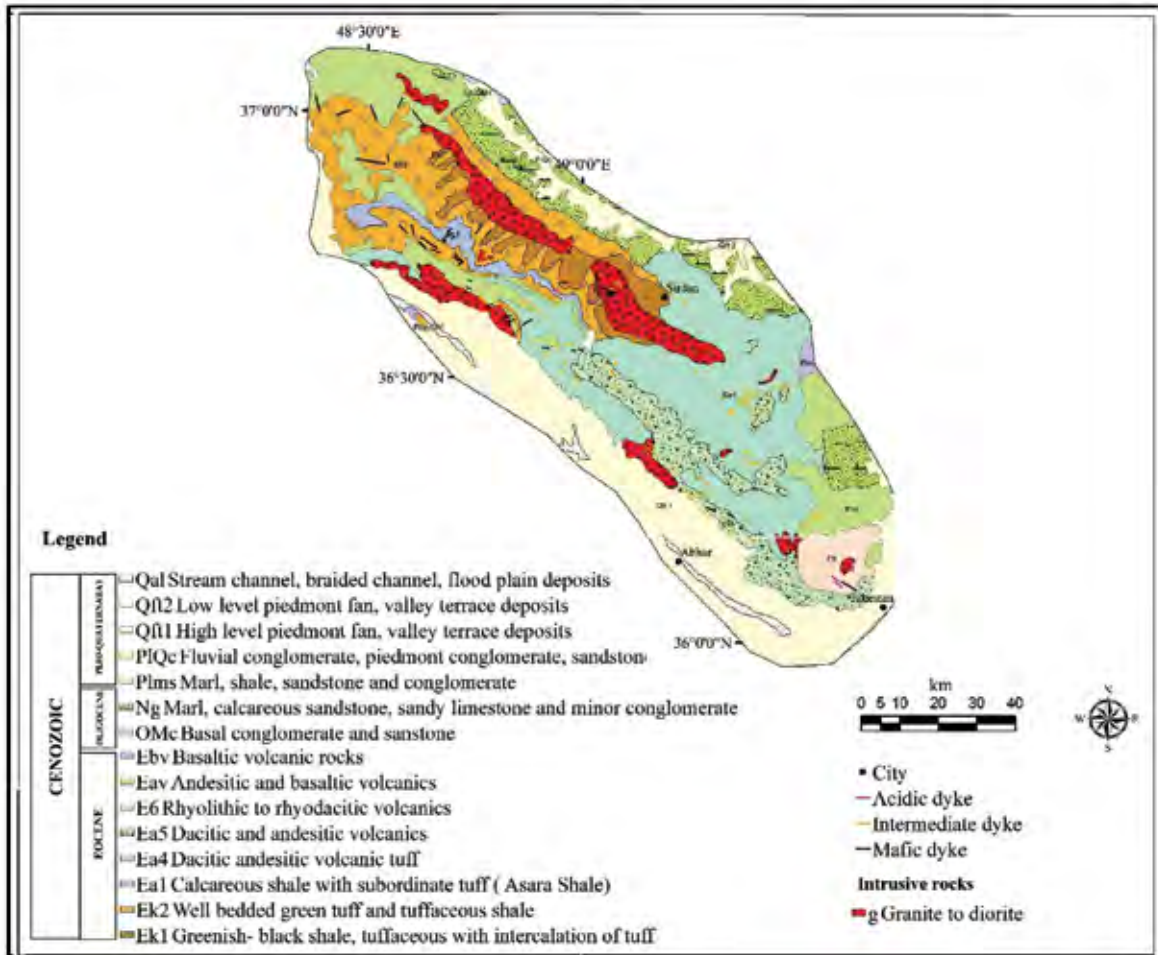 48°30'0"E
37°0'0"N
49°0'0"E
36°30'0"N
36°0'0"N
Abhar
Legend
CENOZOIC
PLIO-QUATERNARAY
OLIGOCENE
EOCENE
Qal Stream channel, braided channel, flood plain deposits
Qft2 Low level piedmont fan, valley terrace deposits
Qft1 High level piedmont fan, valley terrace deposits
PlQc Fluvial conglomerate, piedmont conglomerate, sandston
Plms Marl, shale, sandstone and conglomerate
Ng Marl, calcareous sandstone, sandy limestone and minor conglomerate
OMc Basal conglomerate and sanstone
Ebv Basaltic volcanic rocks
Eav Andesitic and basaltic volcanics
E6 Rhyolithic to rhyodacitic volcanics
Ea5 Dacitic and andesitic volcanics
Ea4 Dacitic andesitic volcanic tuff
Ea1 Calcareous shale with subordinate tuff ( Asara Shale)
Ek2 Well bedded green tuff and tuffaceous shale
Ek1 Greenish- black shale, tuffaceous with intercalation of tuff
km
0 5 10 20 30 40
N
W
S
City
Acidic dyke
Intermediate dyke
Mafic dyke
Intrusive rocks
g Granite to diorite